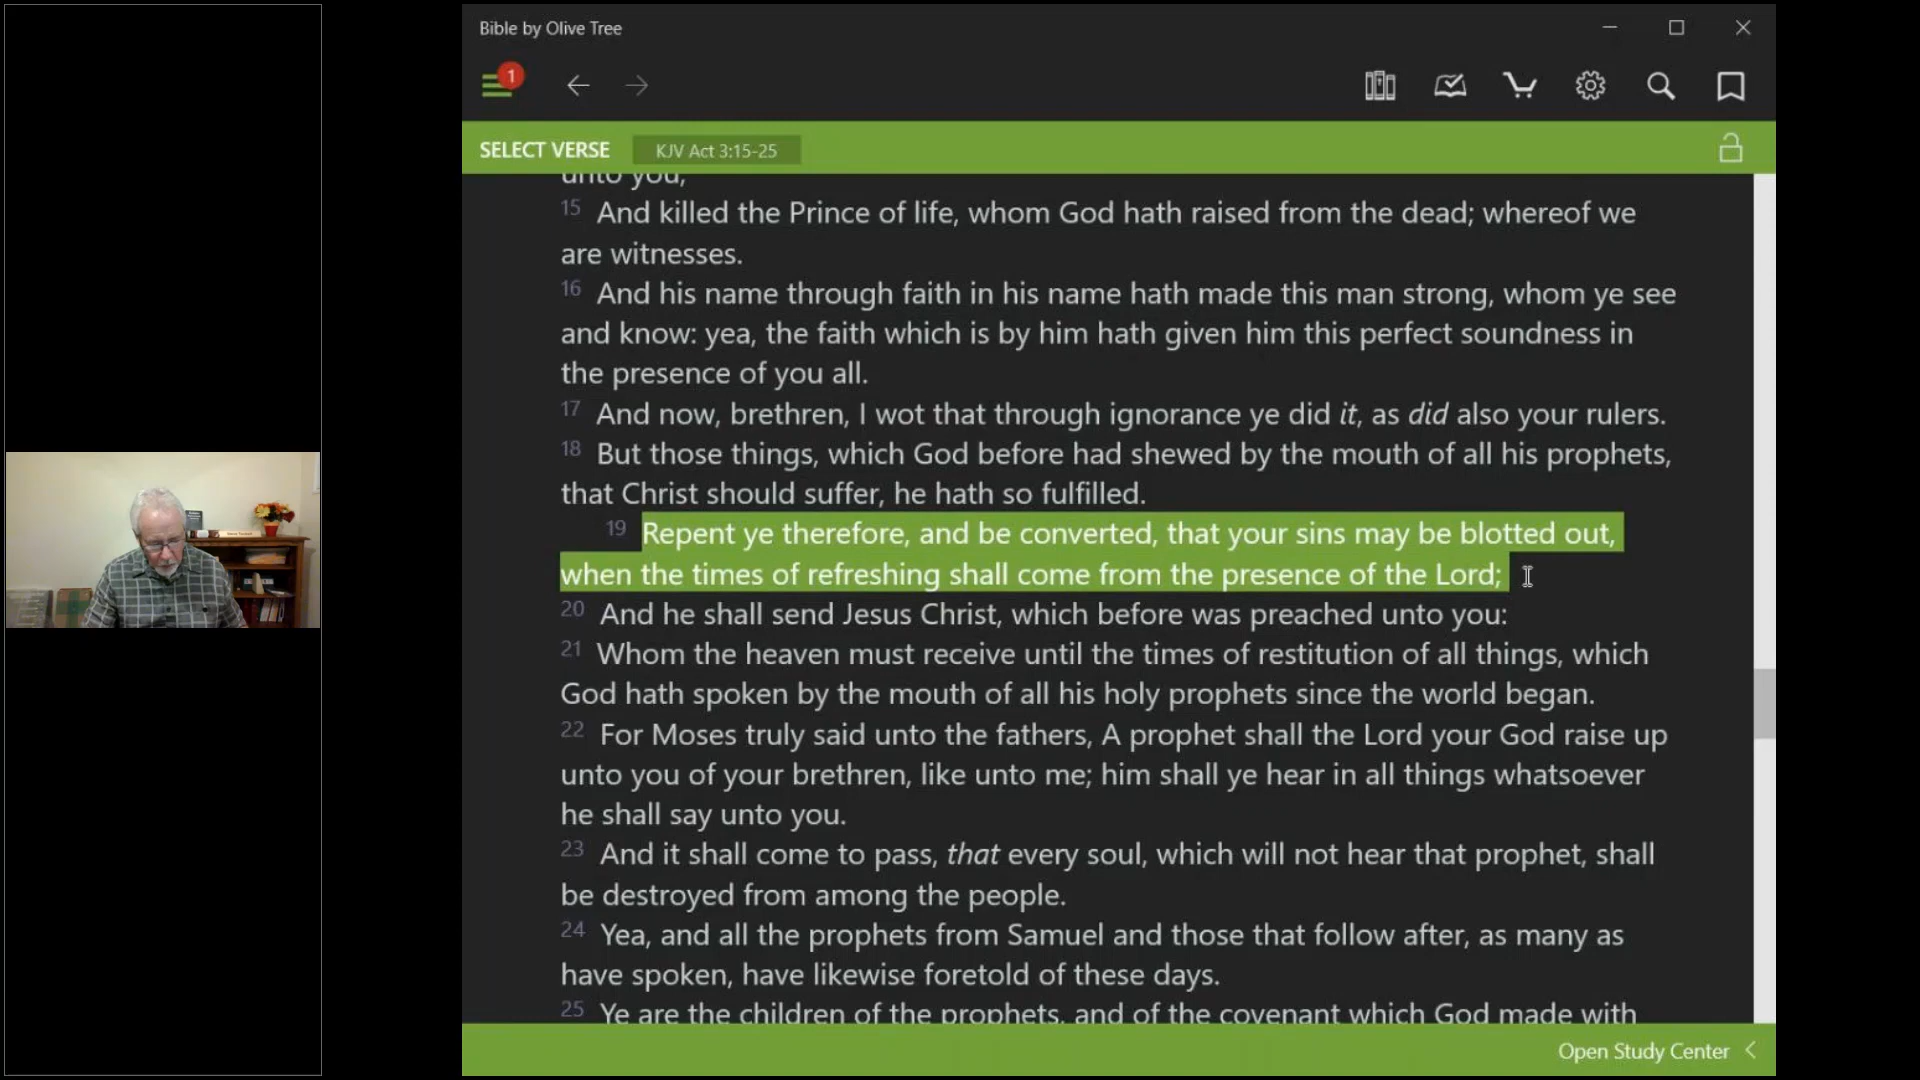 Bible by Olive Tree
1
SELECT VERSE KJV Act 3:15-25
unto you,
15 And killed the Prince of life, whom God hath raised from the dead; whereof we
are witnesses.
16 And his name through faith in his name hath made this man strong, whom ye see
and know: yea, the faith which is by him hath given him this perfect soundness in
the presence of you all.
17 And now, brethren, I wot that through ignorance ye did it, as did also your rulers.
18 But those things, which God before had shewed by the mouth of all his prophets,
that Christ should suffer, he hath so fulfilled.
19 Repent ye therefore, and be converted, that your sins may be blotted out,
when the times of refreshing shall come from the presence of the Lord;
20 And he shall send Jesus Christ, which before was preached unto you:
21 Whom the heaven must receive until the times of restitution of all things, which
God hath spoken by the mouth of all his holy prophets since the world began.
22 For Moses truly said unto the fathers, A prophet shall the Lord your God raise up
unto you of your brethren, like unto me; him shall ye hear in all things whatsoever
he shall say unto you.
23 And it shall come to pass, that every soul, which will not hear that prophet, shall
be destroyed from among the people.
24 Yea, and all the prophets from Samuel and those that follow after, as many as
have spoken, have likewise foretold of these days.
25 Ye are the children of the prophets, and of the covenant which God made with
Open Study Center